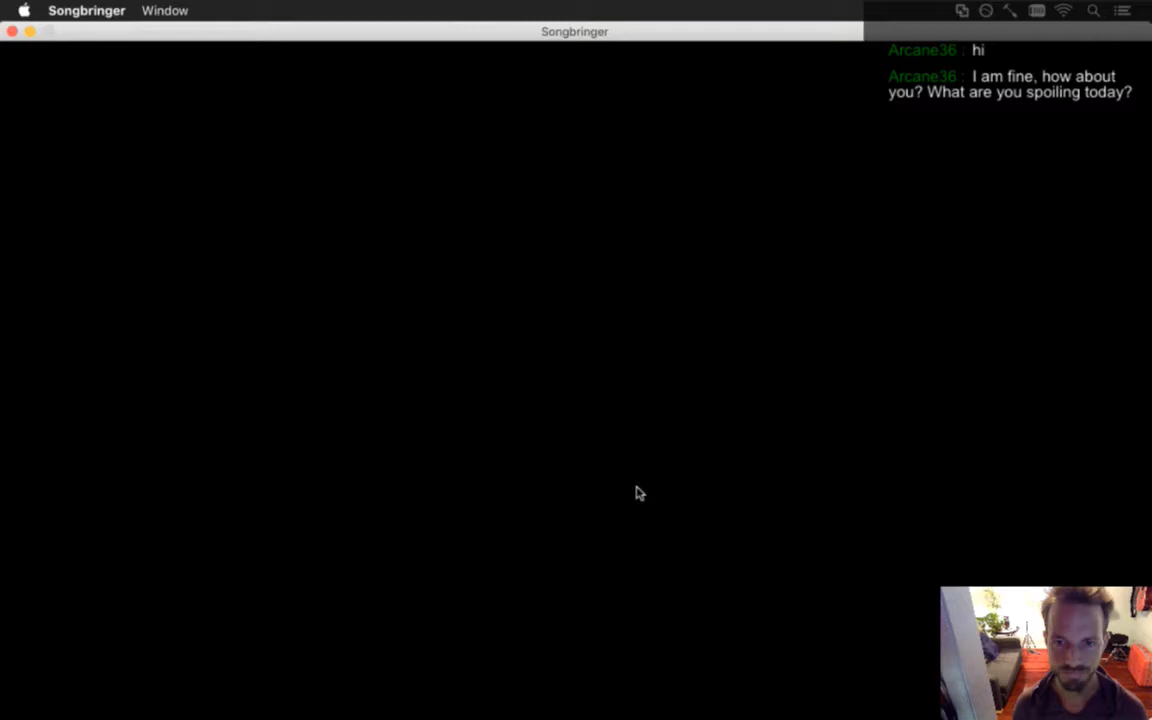 Songbringer Window
Songbringer
Arcane36 : hi
Arcane36 : I am fine, how about
you? What are you spoiling today?